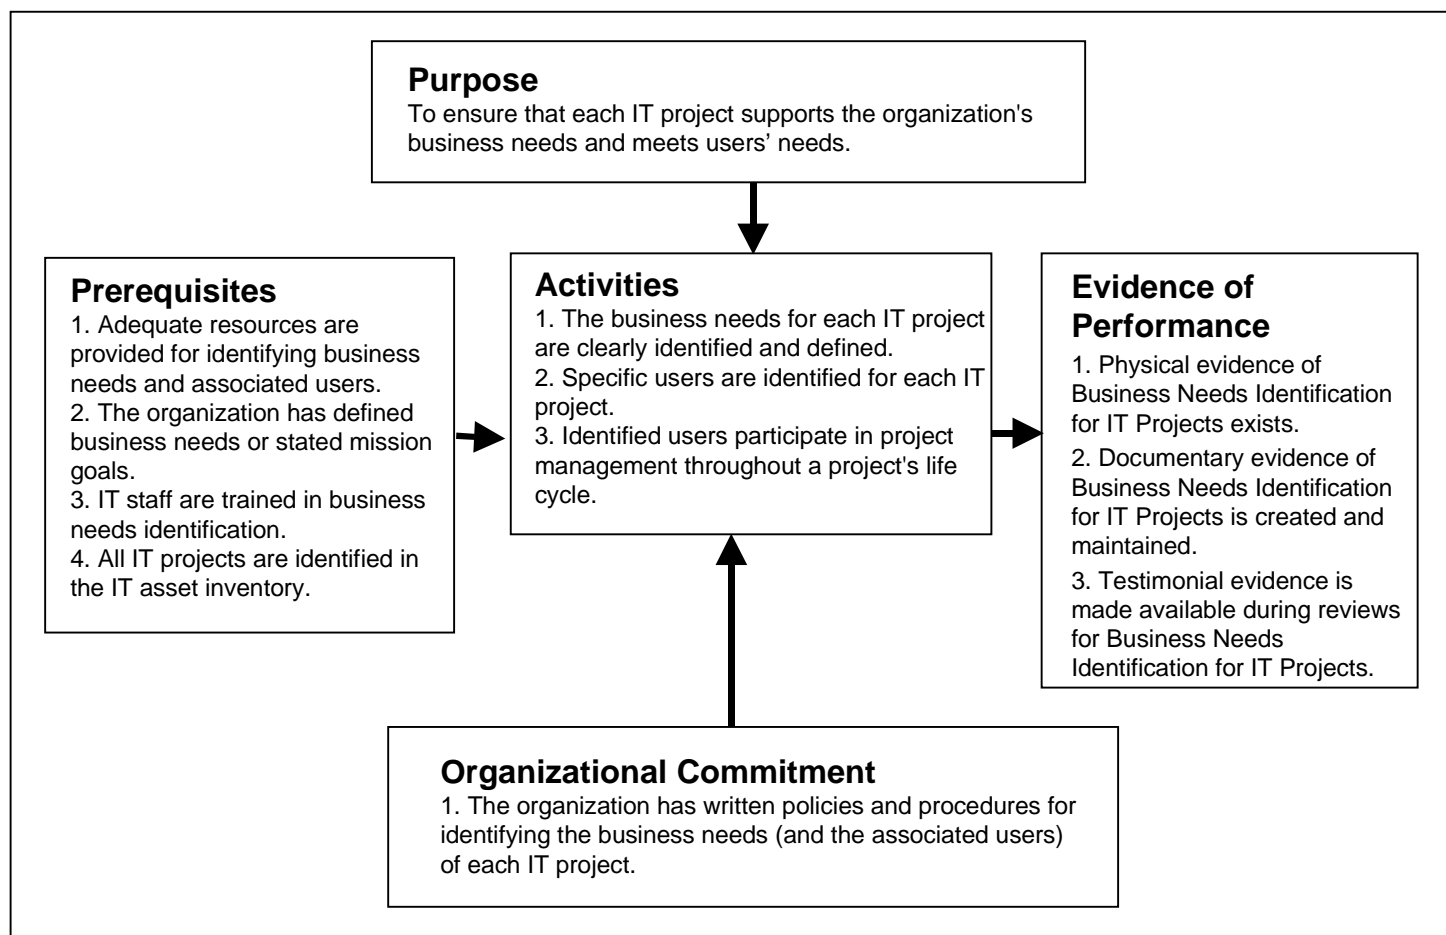 Purpose
To ensure that each IT project supports the organization's
business needs and meets users’ needs.
Prerequisites
1. Adequate resources are
provided for identifying business
needs and associated users.
2. The organization has defined
business needs or stated mission
goals.
3. IT staff are trained in business
needs identification.
4. All IT projects are identified in
the IT asset inventory.
Activities
1. The business needs for each IT project
are clearly identified and defined.
2. Specific users are identified for each IT
project.
3. Identified users participate in project
management throughout a project's life
cycle.
Evidence of
Performance
1. Physical evidence of
Business Needs Identification
for IT Projects exists.
2. Documentary evidence of
Business Needs Identification
for IT Projects is created and
maintained.
3. Testimonial evidence is
made available during reviews
for Business Needs
Identification for IT Projects.
Organizational Commitment
1. The organization has written policies and procedures for
identifying the business needs (and the associated users)
of each IT project.